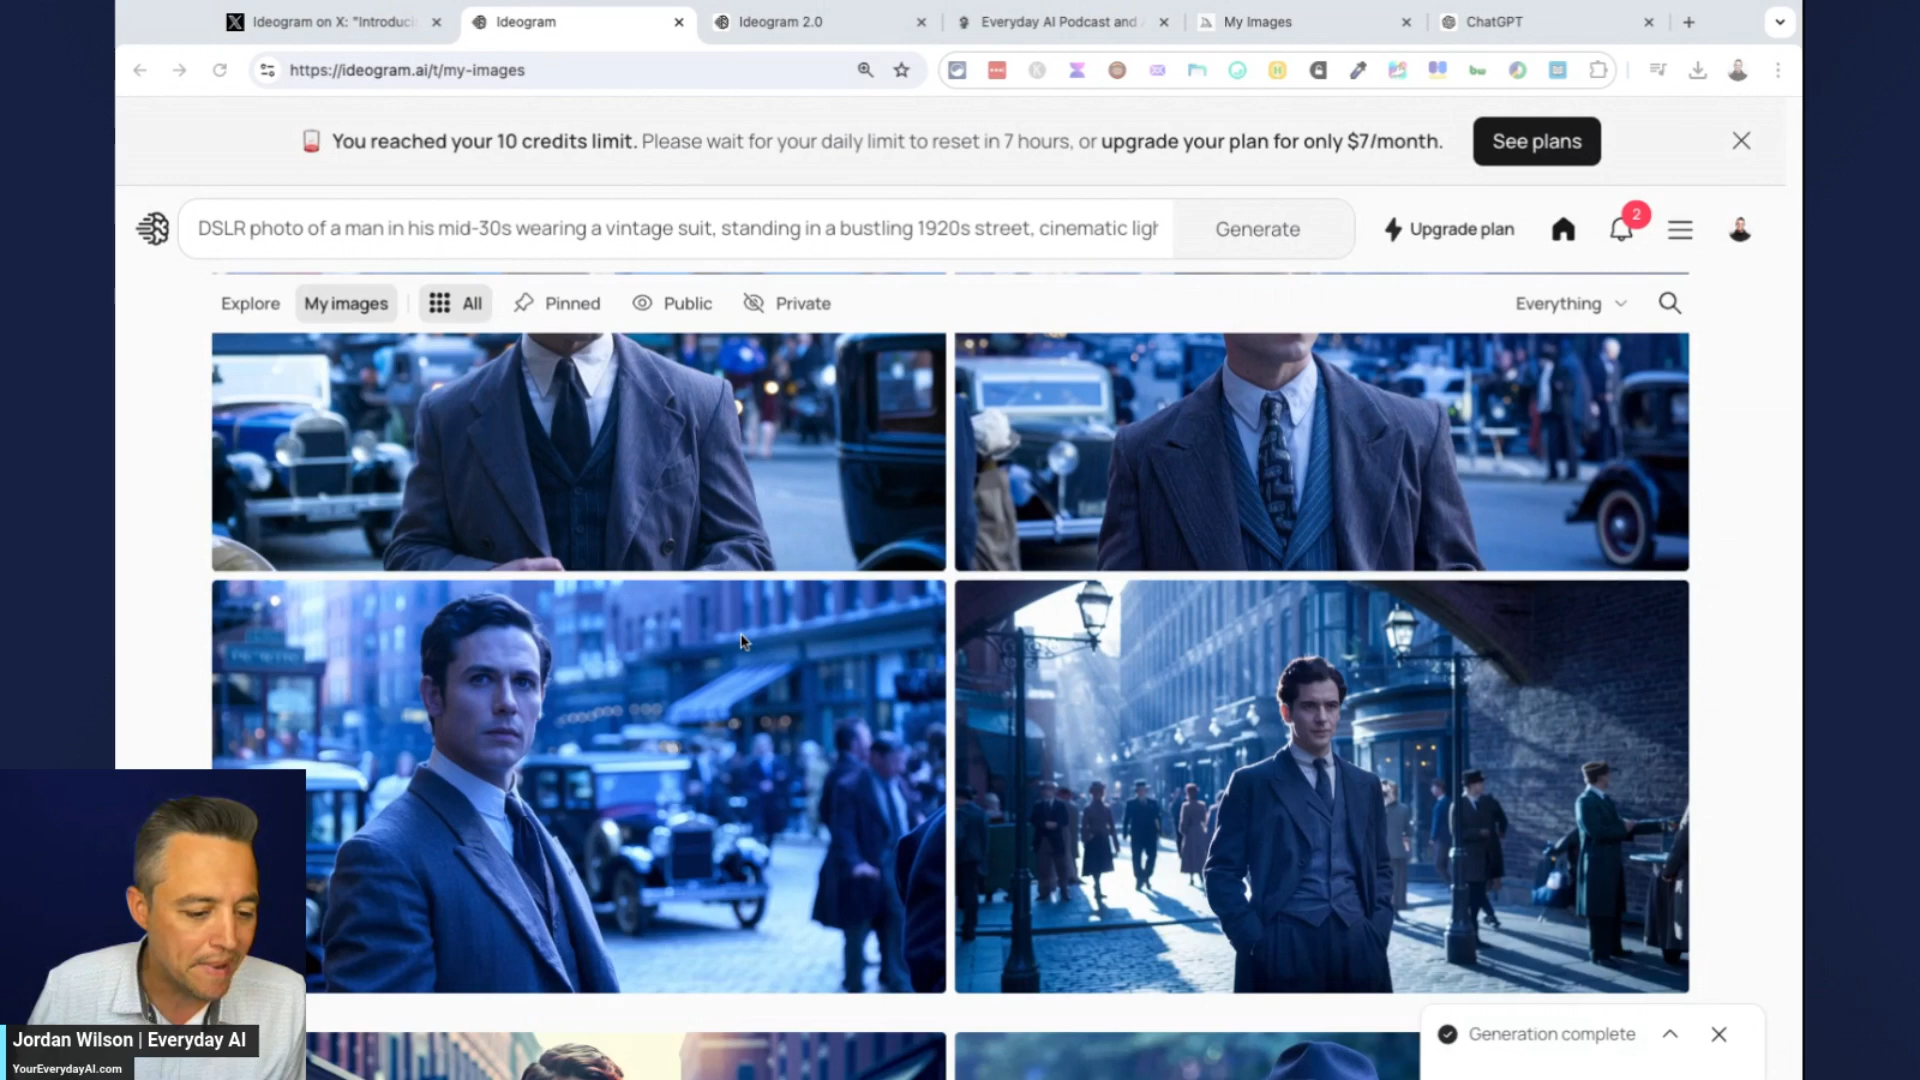 Ideogram on X: "Introduci
Ideogram
Ideogram 2.0
Everyday AI Podcast and
My Images
ChatGPT
https://ideogram.ai/t/my-images
You reached your 10 credits limit. Please wait for your daily limit to reset in 7 hours, or upgrade your plan for only $7/month.
See plans
DSLR photo of a man in his mid-30s wearing a vintage suit, standing in a bustling 1920s street, cinematic ligh
Generate
Upgrade plan
2
Explore
My images
All
Pinned
Public
Private
Everything
Generation complete
Jordan Wilson | Everyday AI
YourEverydayAI.com